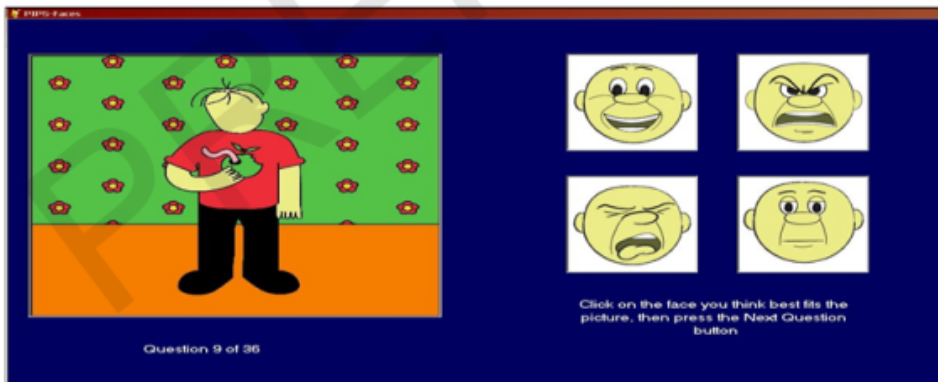 PIPS-Faces
Click on the face you think best fits the
picture, then press the Next Question
button
Question 9 of 36